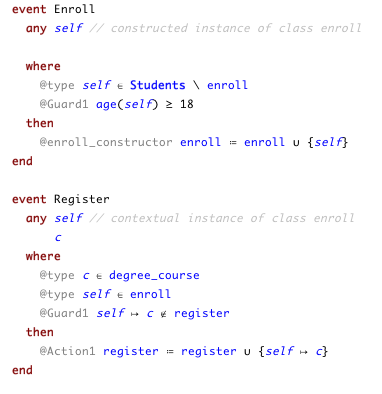 event Enroll
any self // constructed instance of class enroll
where
@type self ∈ Students \ enroll
@Guard1 age(self) ≥ 18
then
@enroll_constructor enroll ≔ enroll ∪ {self}
end
event Register
any self // contextual instance of class enroll
c
where
@type c ∈ degree_course
@type self ∈ enroll
@Guard1 self ↦ c ∉ register
then
@Action1 register ≔ register ∪ {self ↦ c}
end